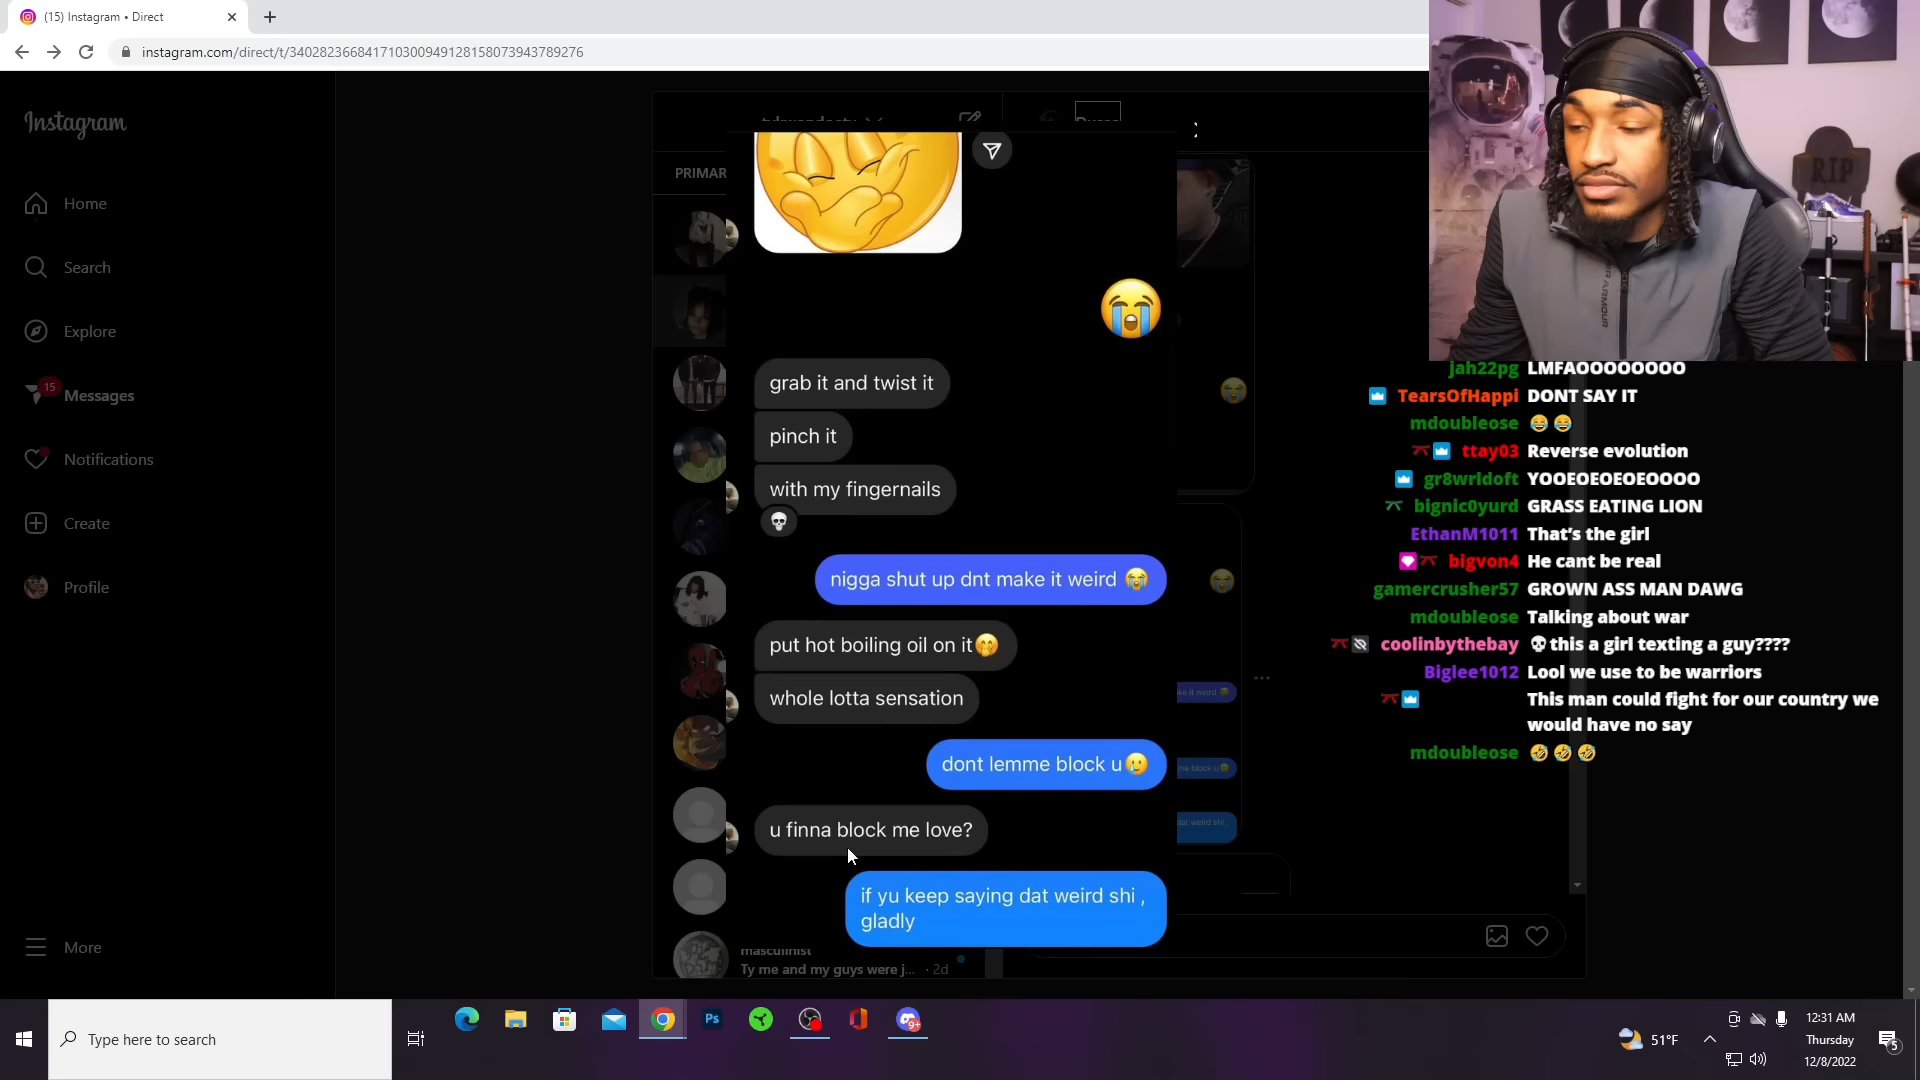 (15) Instagram • Direct
instagram.com/direct/t/340282366841710300949128158073943789276
Instagram
Home
Search
Explore
15
Messages
Notifications
Create
Profile
More
PRIMAR
grab it and twist it
pinch it
with my fingernails
nigga shut up dnt make it weird 😭
put hot boiling oil on it🤭
whole lotta sensation
dont lemme block u🥲
u finna block me love?
if yu keep saying dat weird shi ,
gladly
masculinist
Ty me and my guys were j... · 2d
RIP
UNDER ARMOUR
jah22pg LMFAOOOOOOOO
TearsOfHappi DONT SAY IT
mdoubleose 😂 😂
ttay03 Reverse evolution
gr8wrldoft YOOEOEOEOEOOOO
bignic0yurd GRASS EATING LION
EthanM1011 That's the girl
bigvon4 He cant be real
gamercrusher57 GROWN ASS MAN DAWG
mdoubleose Talking about war
coolinbythebay 💀this a girl texting a guy????
Biglee1012 Lool we use to be warriors
This man could fight for our country we
would have no say
mdoubleose 🤣 🤣 🤣
Type here to search
Ps
9+
51°F
12:31 AM
Thursday
12/8/2022
5